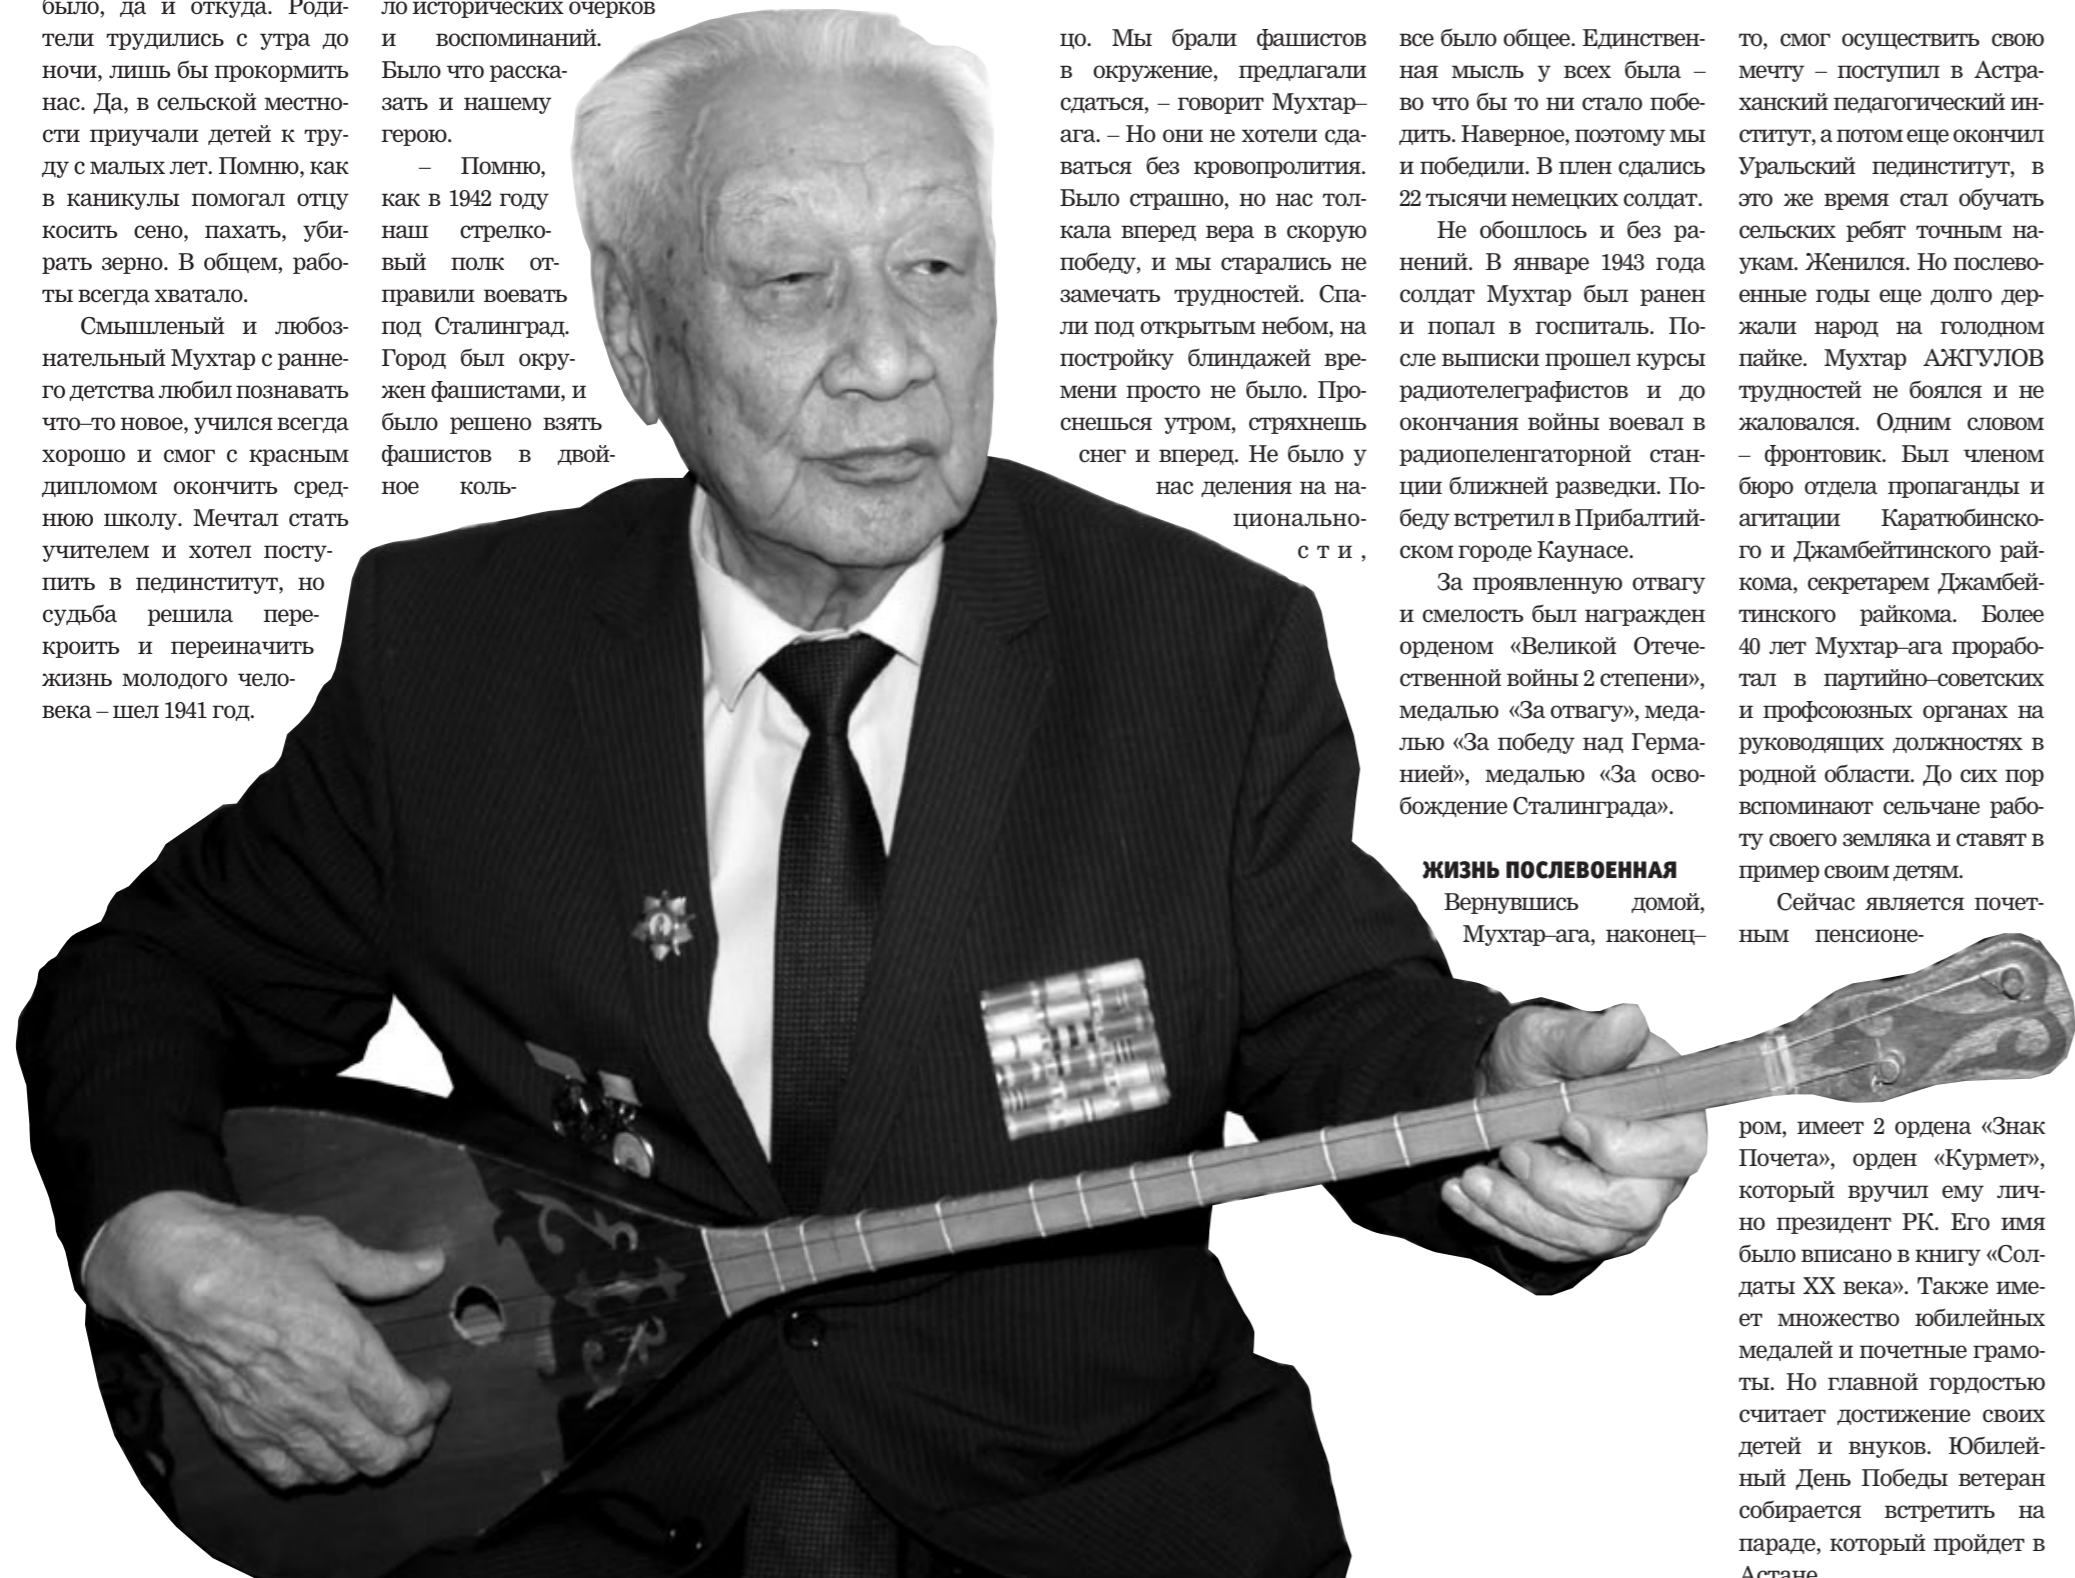 было, да и откуда. Роди-
тели трудились с утра до
ночи, лишь бы прокормить
нас. Да, в сельской местно-
сти приучали детей к тру-
ду с малых лет. Помню, как
в каникулы помогал отцу
косить сено, пахать, уби-
рать зерно. В общем, рабо-
ты всегда хватало.
Смышленый и любоз-
нательный Мухтар с ранне-
го детства любил познавать
что–то новое, учился всегда
хорошо и смог с красным
дипломом окончить сред-
нюю школу. Мечтал стать
учителем и хотел посту-
пить в пединститут, но
судьба решила пере-
кроить и переиначить
жизнь молодого чело-
века – шел 1941 год.
ло исторических очерков
и воспоминаний.
Было что расска-
зать и нашему
герою.
– Помню,
как в 1942 году
наш стрелко-
вый полк от-
правили воевать
под Сталинград.
Город был окру-
жен фашистами, и
было решено взять
фашистов в двой-
ное коль-
цо. Мы брали фашистов
в окружение, предлагали
сдаться, – говорит Мухтар–
ага. – Но они не хотели сда-
ваться без кровопролития.
Было страшно, но нас тол-
кала вперед вера в скорую
победу, и мы старались не
замечать трудностей. Спа-
ли под открытым небом, на
постройку блиндажей вре-
мени просто не было. Про-
снешься утром, стряхнешь
снег и вперед. Не было у
нас деления на на-
ционально-
сти,
все было общее. Единствен-
ная мысль у всех была –
во что бы то ни стало побе-
дить. Наверное, поэтому мы
и победили. В плен сдались
22 тысячи немецких солдат.
Не обошлось и без ра-
нений. В январе 1943 года
солдат Мухтар был ранен
и попал в госпиталь. По-
сле выписки прошел курсы
радиотелеграфистов и до
окончания войны воевал в
радиопеленгаторной стан-
ции ближней разведки. По-
беду встретил в Прибалтий-
ском городе Каунасе.
За проявленную отвагу
и смелость был награжден
орденом «Великой Отече-
ственной войны 2 степени»,
медалью «За отвагу», меда-
лью «За победу над Герма-
нией», медалью «За осво-
бождение Сталинграда».
ЖИЗНЬ ПОСЛЕВОЕННАЯ
Вернувшись домой,
Мухтар–ага, наконец–
то, смог осуществить свою
мечту – поступил в Астра-
ханский педагогический ин-
ститут, а потом еще окончил
Уральский пединститут, в
это же время стал обучать
сельских ребят точным на-
укам. Женился. Но послево-
енные годы еще долго дер-
жали народ на голодном
пайке. Мухтар АЖГУЛОВ
трудностей не боялся и не
жаловался. Одним словом
– фронтовик. Был членом
бюро отдела пропаганды и
агитации Каратюбинско-
го и Джамбейтинского рай-
кома, секретарем Джамбей-
тинского райкома. Более
40 лет Мухтар–ага прорабо-
тал в партийно–советских
и профсоюзных органах на
руководящих должностях в
родной области. До сих пор
вспоминают сельчане рабо-
ту своего земляка и ставят в
пример своим детям.
Сейчас является почет-
ным пенсионе-
ром, имеет 2 ордена «Знак
Почета», орден «Курмет»,
который вручил ему лич-
но президент РК. Его имя
было вписано в книгу «Сол-
даты ХХ века». Также име-
ет множество юбилейных
медалей и почетные грамо-
ты. Но главной гордостью
считает достижение своих
детей и внуков. Юбилей-
ный День Победы ветеран
собирается встретить на
параде, который пройдет в
Астане.